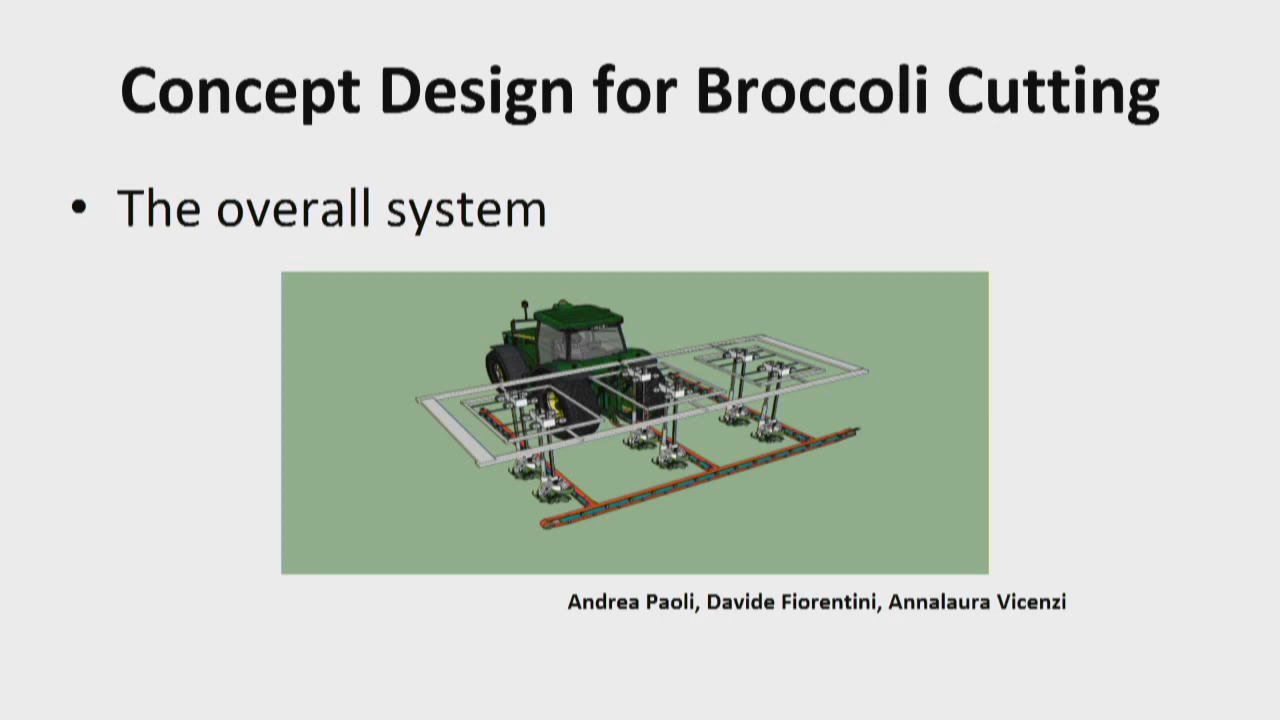 Concept Design for Broccoli Cutting
• The overall system
Andrea Paoli, Davide Fiorentini, Annalaura Vicenzi